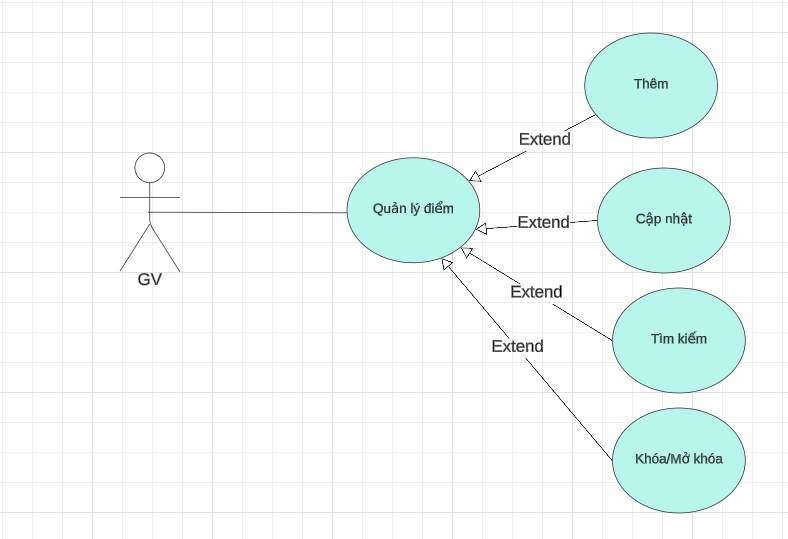 Thêm
Extend
Quản lý điểm
Extend
Cập nhật
GV
Extend
Tìm kiếm
Extend
Khóa/Mở khóa